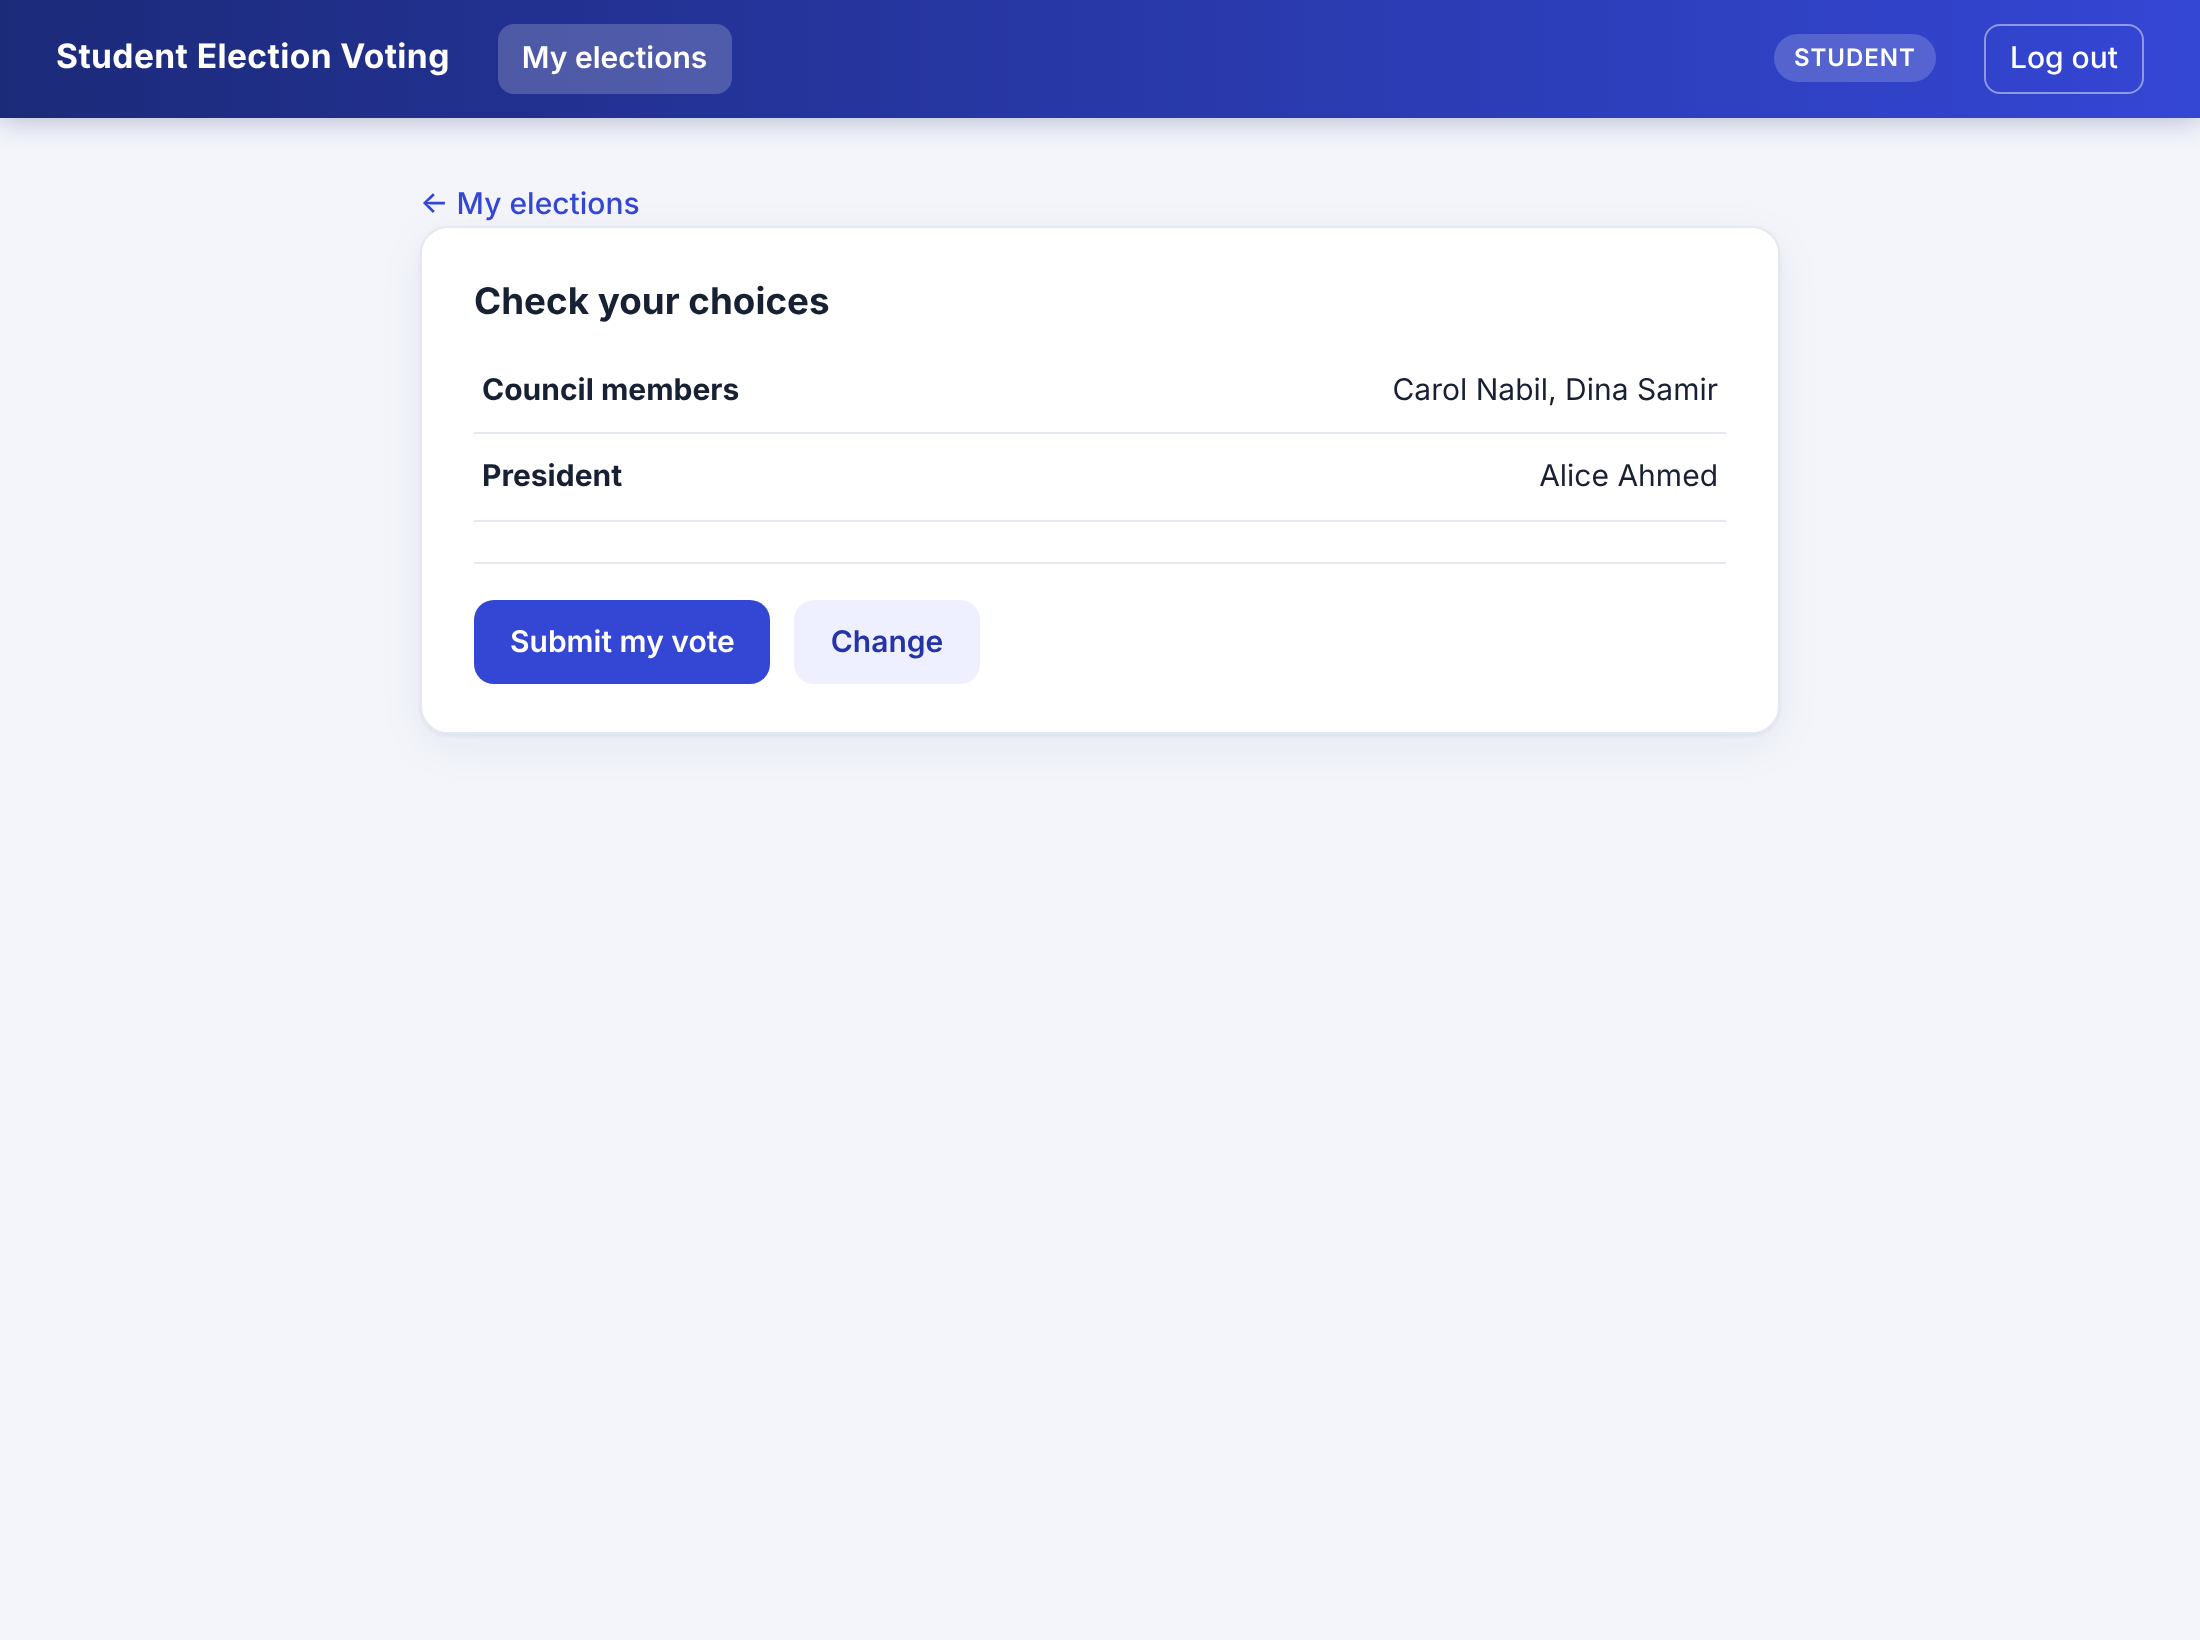 Student Election Voting My elections STUDENT Log out
← My elections
Check your choices
Council members Carol Nabil, Dina Samir
President Alice Ahmed
Submit my vote Change